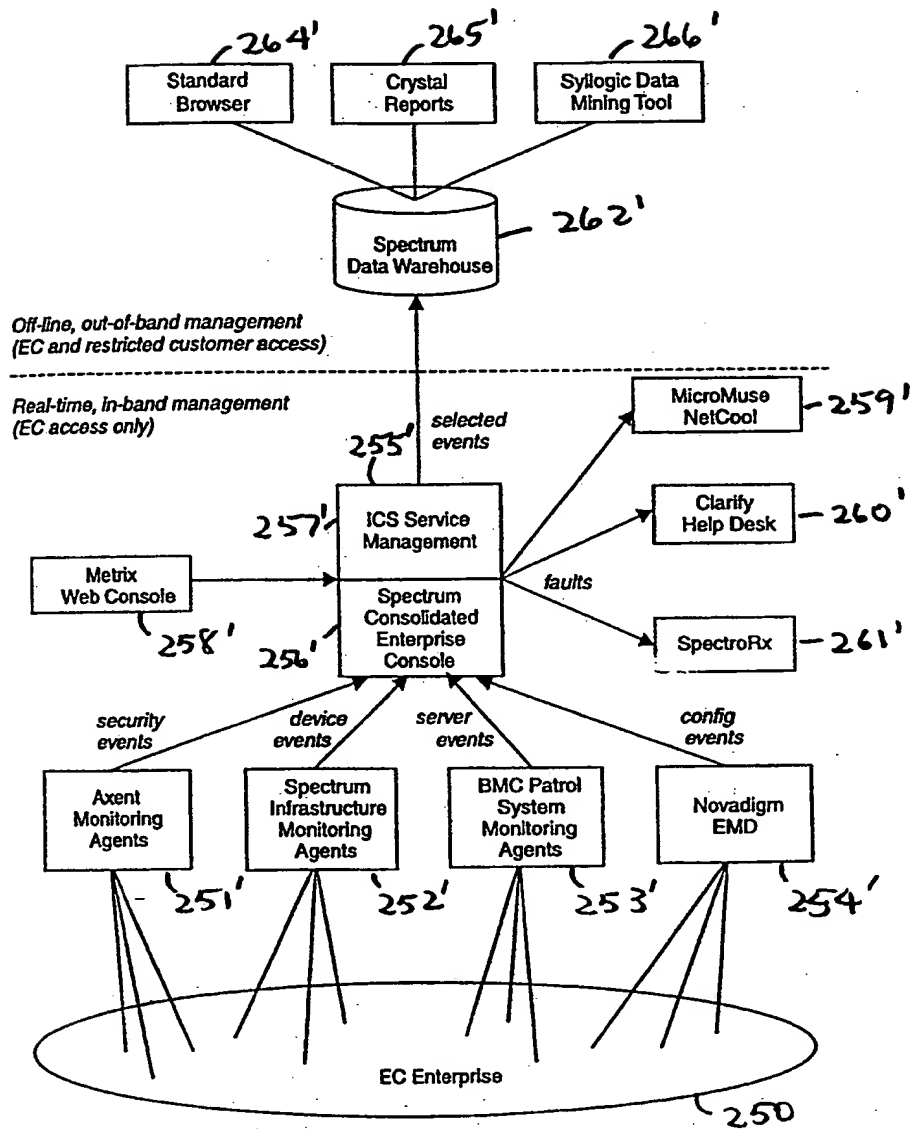 264'
265'
266'
Standard
Browser
Crystal
Reports
Syllogic Data
Mining Tool
262'
Spectrum
Data Warehouse
Off-line, out-of-band management
(EC and restricted customer access)
Real-time, in-band management
(EC access only)
selected
events
MicroMuse
NetCool
259'
255'
257'
ICS Service
Management
Clarify
Help Desk
260'
Metrix
Web Console
258'
faults
Spectrum
Consolidated
Enterprise
Console
256'
SpectroRx
261'
security
events
device
events
server
events
config
events
Axent
Monitoring
Agents
Spectrum
Infrastructure
Monitoring
Agents
BMC Patrol
System
Monitoring
Agents
Novadigm
EMD
251'
252'
253'
254'
EC Enterprise
250